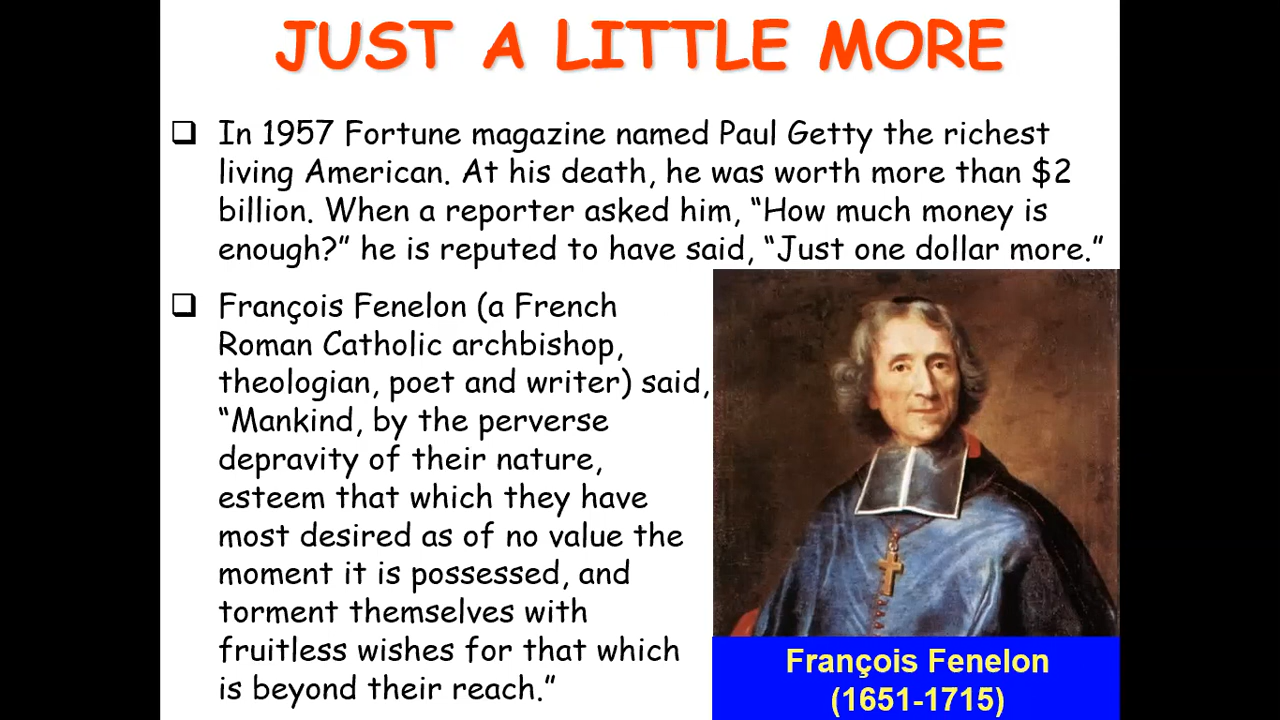 JUST A LITTLE MORE
In 1957 Fortune magazine named Paul Getty the richest
living American. At his death, he was worth more than $2
billion. When a reporter asked him, “How much money is
enough?” he is reputed to have said, “Just one dollar more.”
François Fenelon (a French
Roman Catholic archbishop,
theologian, poet and writer) said,
“Mankind, by the perverse
depravity of their nature,
esteem that which they have
most desired as of no value the
moment it is possessed, and
torment themselves with
fruitless wishes for that which
is beyond their reach.”
François Fenelon
(1651-1715)